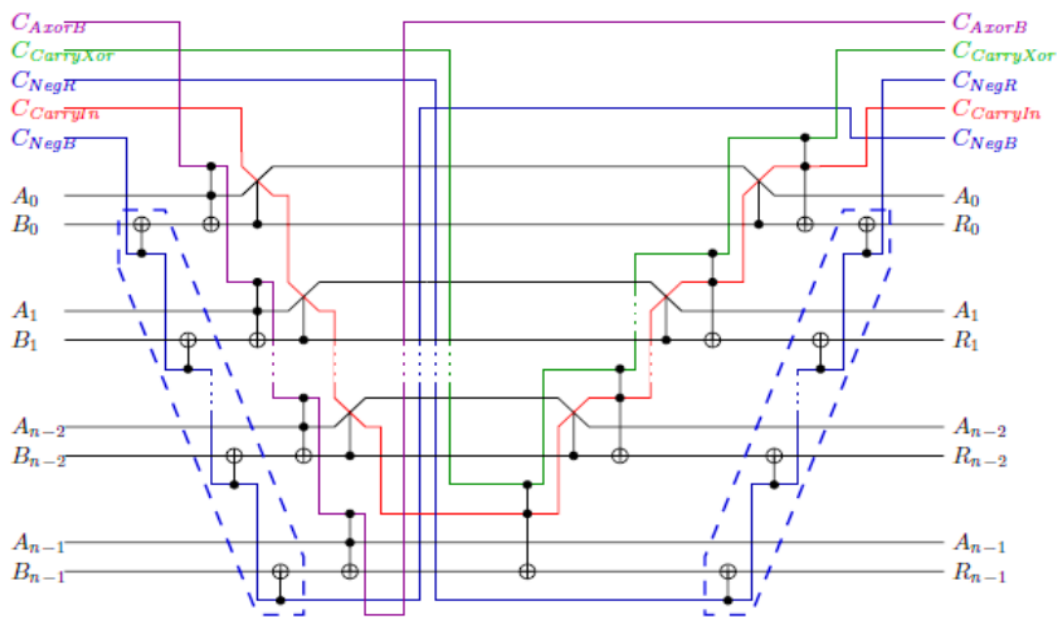 C_{AxorB} C_{AxorB}
C_{CarryXor} C_{CarryXor}
C_{NegR} C_{NegR}
C_{CarryIn} C_{CarryIn}
C_{NegB} C_{NegB}
A_0 A_0
B_0 R_0
A_1 A_1
B_1 R_1
A_{n-2} A_{n-2}
B_{n-2} R_{n-2}
A_{n-1} A_{n-1}
B_{n-1} R_{n-1}